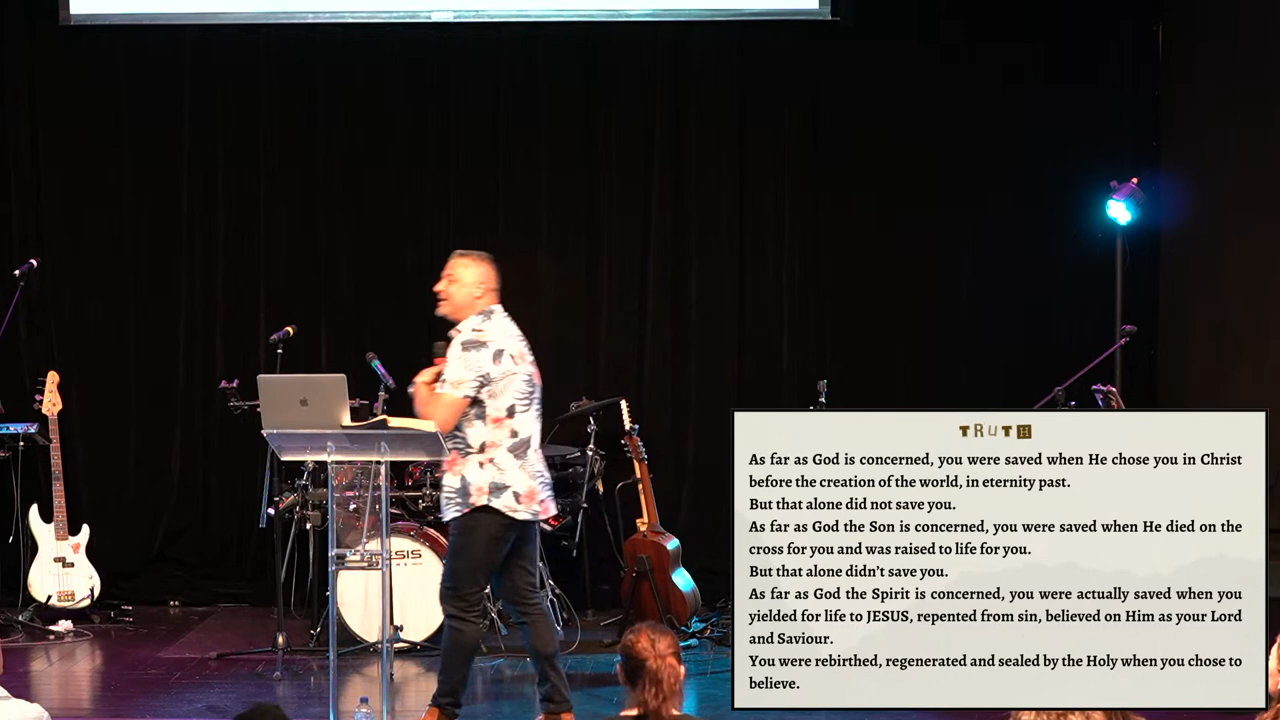 TRUTH
As far as God is concerned, you were saved when He chose you in Christ
before the creation of the world, in eternity past.
But that alone did not save you.
As far as God the Son is concerned, you were saved when He died on the
cross for you and was raised to life for you.
But that alone didn't save you.
As far as God the Spirit is concerned, you were actually saved when you
yielded for life to JESUS, repented from sin, believed on Him as your Lord
and Saviour.
You were rebirthed, regenerated and sealed by the Holy when you chose to
believe.